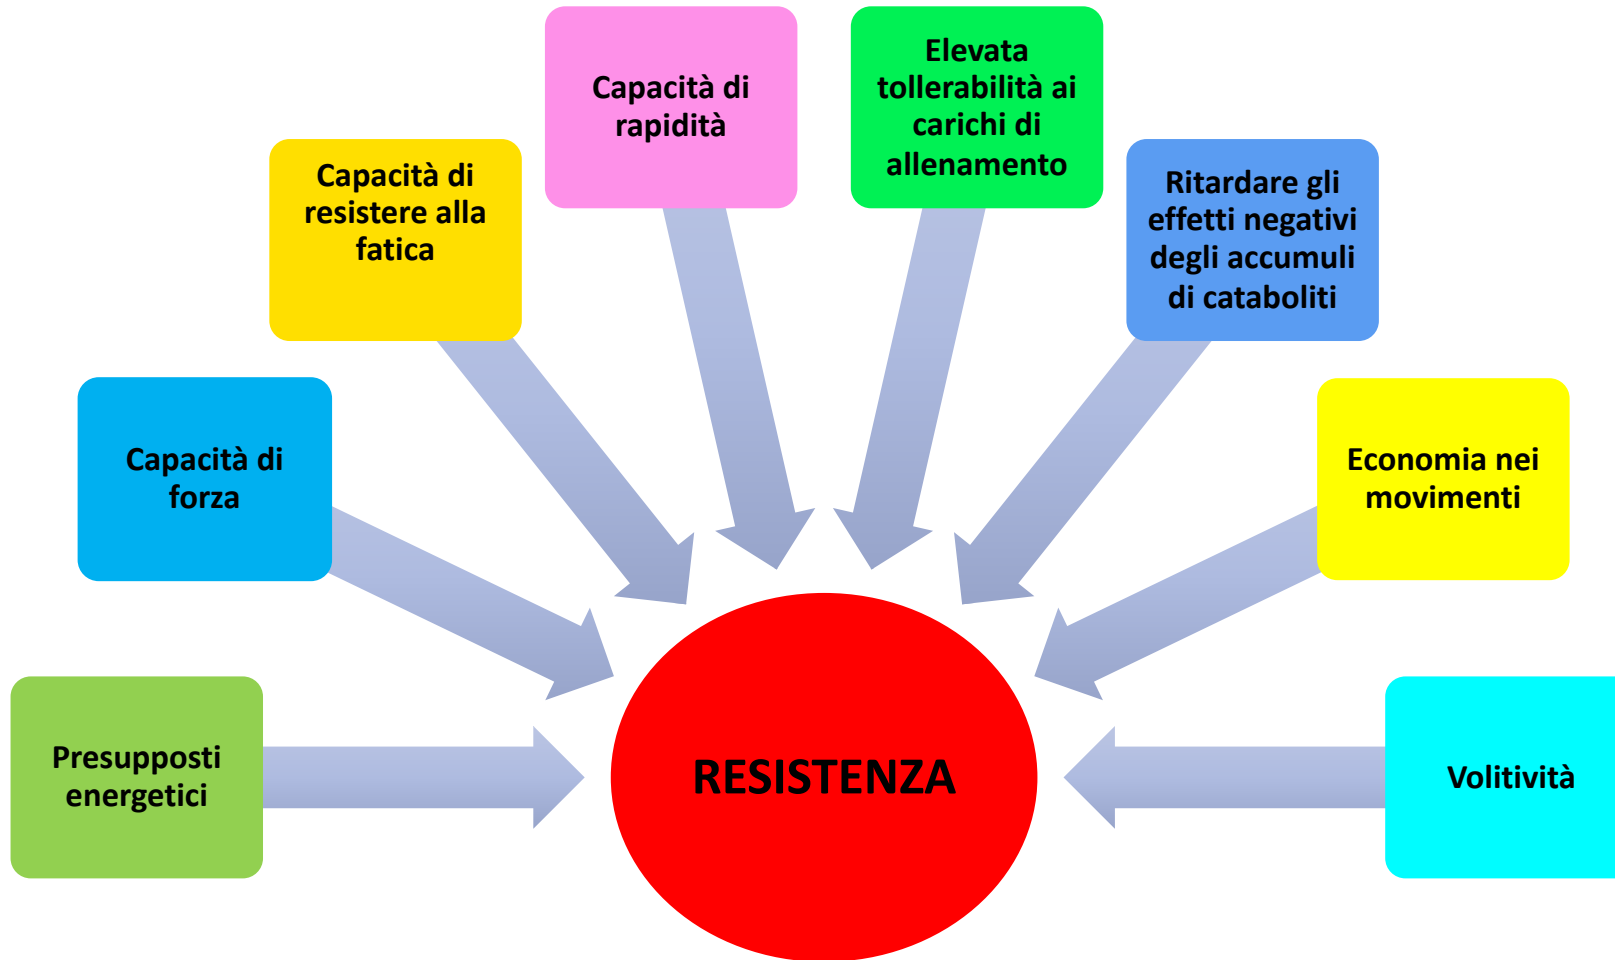 Capacità di
rapidità
Elevata
tollerabilità ai
carichi di
allenamento
Capacità di
resistere alla
fatica
Ritardare gli
effetti negativi
degli accumuli
di cataboliti
Capacità di
forza
Economia nei
movimenti
Presupposti
energetici
RESISTENZA
Volitività